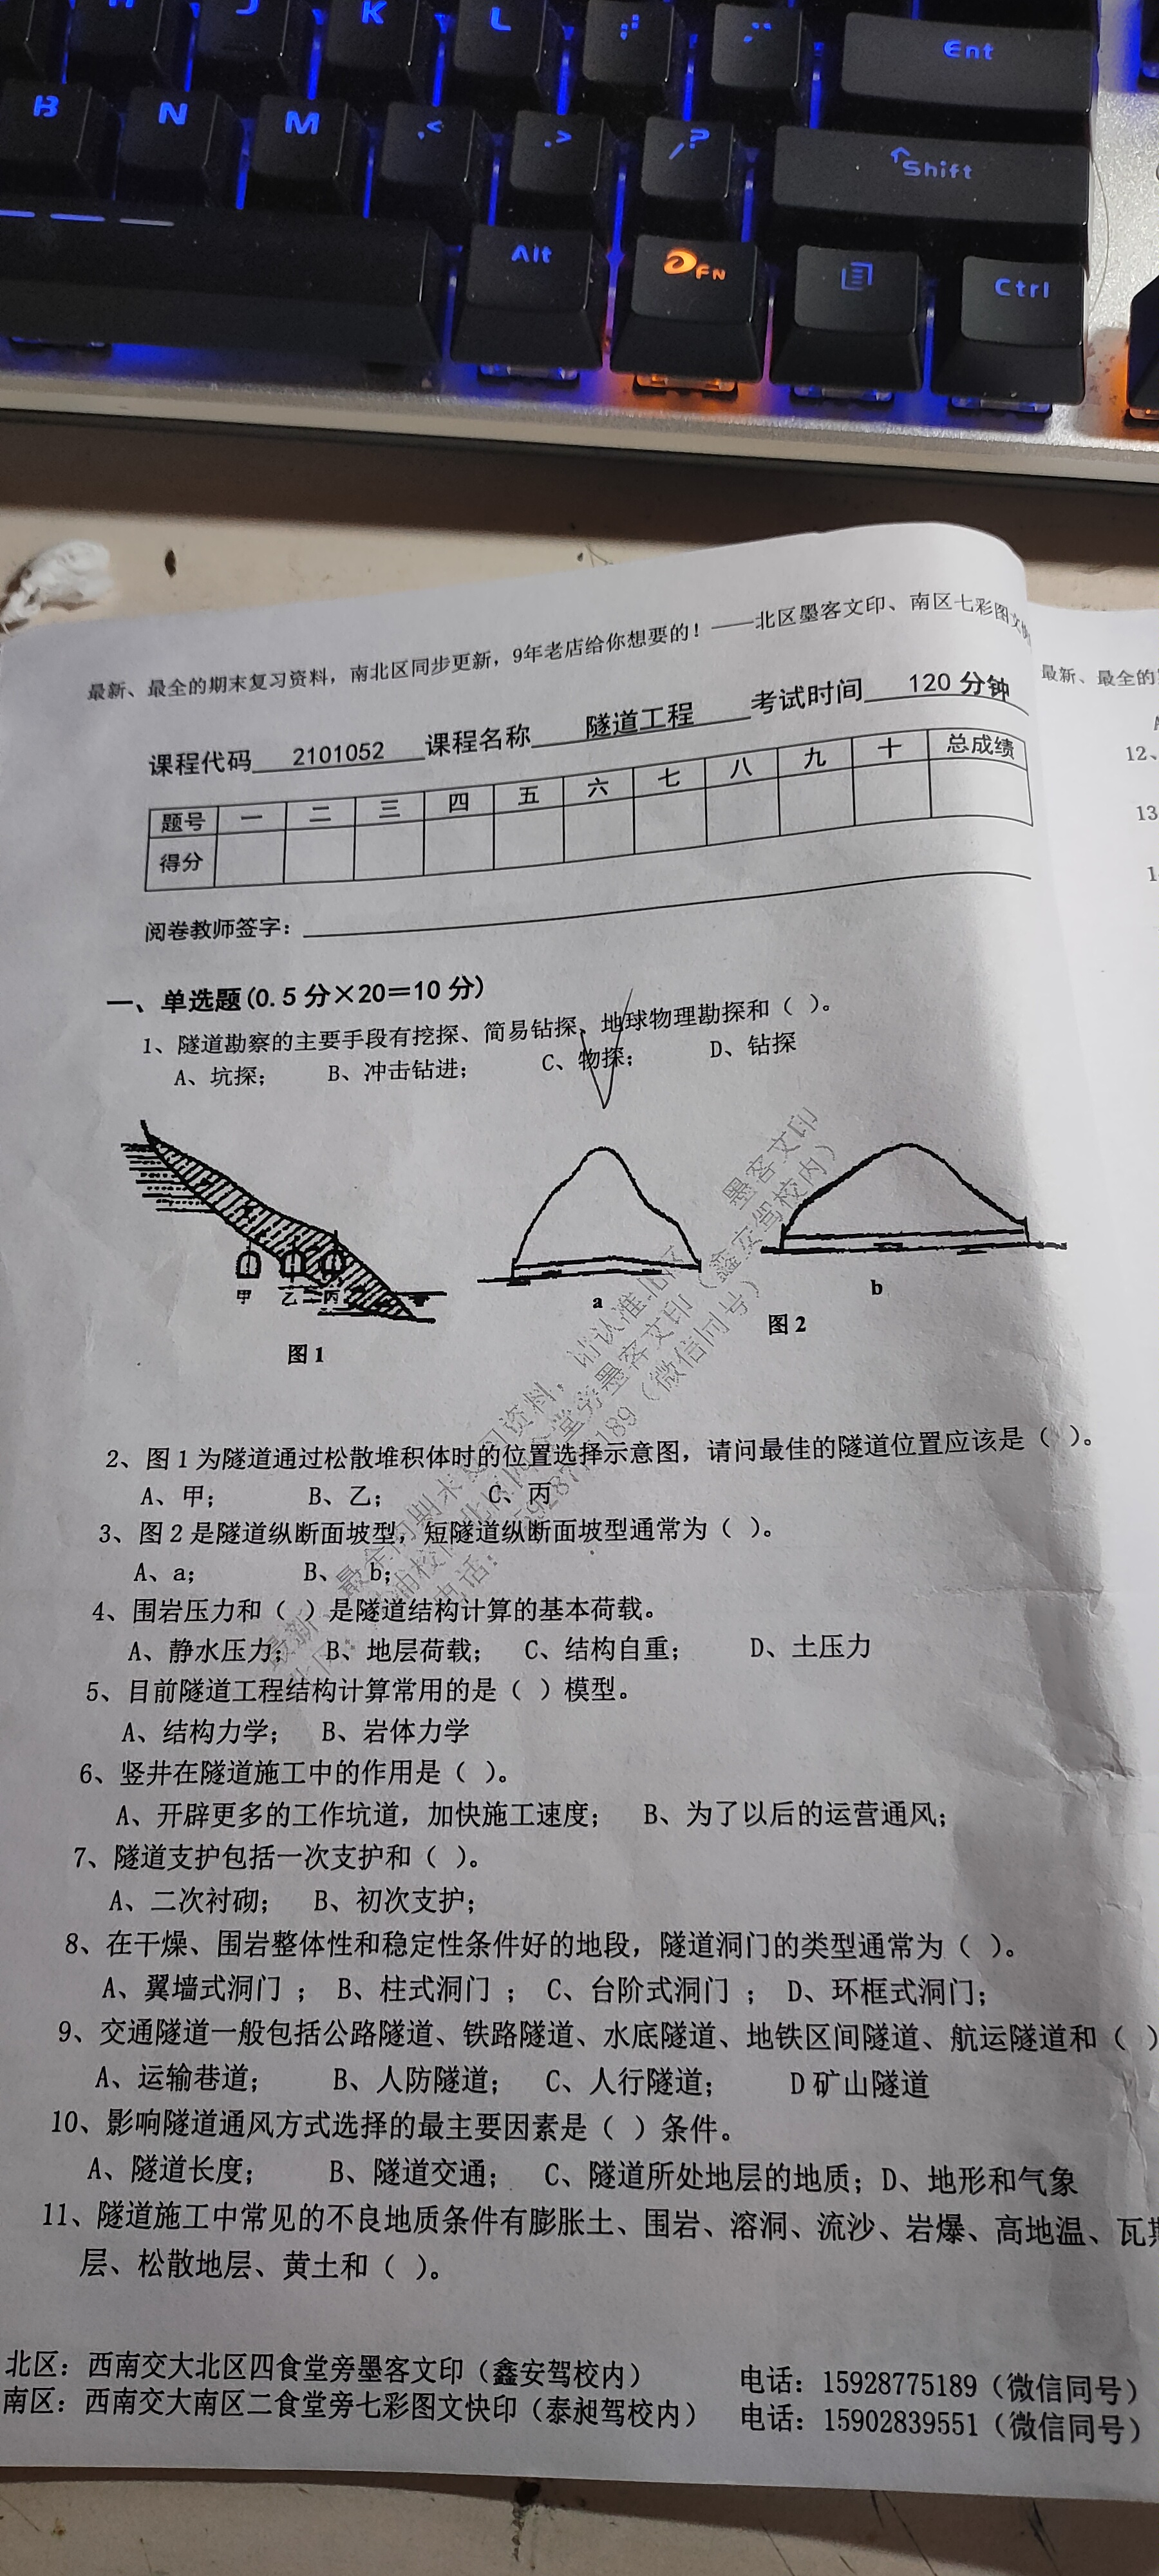 J K L Ent
B N M ,< .> /? Shift
Alt FN Ctrl
最新、最全的期末复习资料，南北区同步更新，9年老店给你想要的！——北区墨客文印、南区七彩图文
最新、最全的
课程代码 2101052 课程名称 隧道工程 考试时间 120 分钟
题号 一 二 三 四 五 六 七 八 九 十 总成绩
得分
阅卷教师签字：
12、
13
一、单选题(0.5分×20＝10分)
1、隧道勘察的主要手段有挖探、简易钻探、地球物理勘探和（ ）。
A、坑探； B、冲击钻进； C、物探； D、钻探
甲 乙 丙
a
b
图1
图2
墨客文印
（鑫安驾校内）
2、图1为隧道通过松散堆积体时的位置选择示意图，请问最佳的隧道位置应该是（ ）。
A、甲； B、乙； C、丙
3、图2是隧道纵断面坡型，短隧道纵断面坡型通常为（ ）。
A、a； B、 b；
4、围岩压力和（ ）是隧道结构计算的基本荷载。
A、静水压力； B、地层荷载； C、结构自重； D、土压力
5、目前隧道工程结构计算常用的是（ ）模型。
A、结构力学； B、岩体力学
6、竖井在隧道施工中的作用是（ ）。
A、开辟更多的工作坑道，加快施工速度； B、为了以后的运营通风；
7、隧道支护包括一次支护和（ ）。
A、二次衬砌； B、初次支护；
8、在干燥、围岩整体性和稳定性条件好的地段，隧道洞门的类型通常为（ ）。
A、翼墙式洞门 ； B、柱式洞门 ； C、台阶式洞门 ； D、环框式洞门；
9、交通隧道一般包括公路隧道、铁路隧道、水底隧道、地铁区间隧道、航运隧道和（ ）
A、运输巷道； B、人防隧道； C、人行隧道； D矿山隧道
10、影响隧道通风方式选择的最主要因素是（ ）条件。
A、隧道长度； B、隧道交通； C、隧道所处地层的地质；D、地形和气象
11、隧道施工中常见的不良地质条件有膨胀土、围岩、溶洞、流沙、岩爆、高地温、瓦
层、松散地层、黄土和（ ）。
北区：西南交大北区四食堂旁墨客文印（鑫安驾校内） 电话：15928775189（微信同号）
南区：西南交大南区二食堂旁七彩图文快印（泰昶驾校内） 电话：15902839551（微信同号）